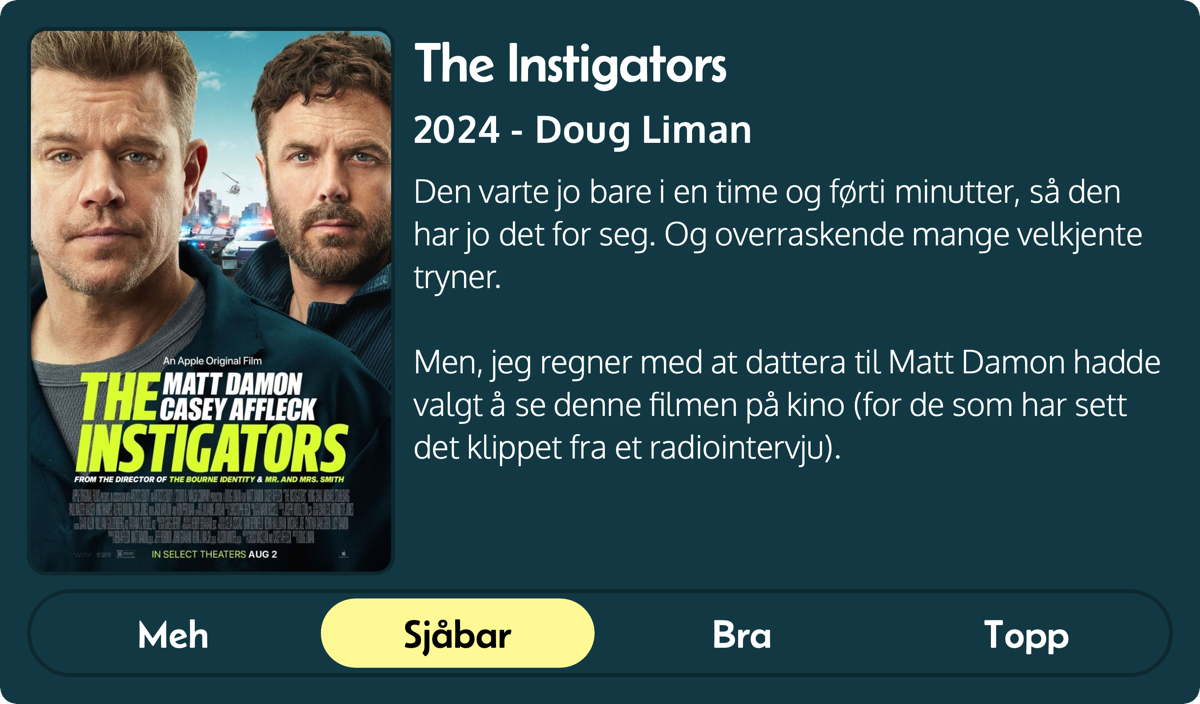 The Instigators
2024 - Doug Liman
Den varte jo bare i en time og førti minutter, så den
har jo det for seg. Og overraskende mange velkjente
tryner.
Men, jeg regner med at dattera til Matt Damon hadde
valgt å se denne filmen på kino (for de som har sett
det klippet fra et radiointervju).
An Apple Original Film
THE MATT DAMON
CASEY AFFLECK
INSTIGATORS
FROM THE DIRECTOR OF THE BOURNE IDENTITY & MR. AND MRS. SMITH
IN SELECT THEATERS AUG 2
Meh Sjåbar Bra Topp